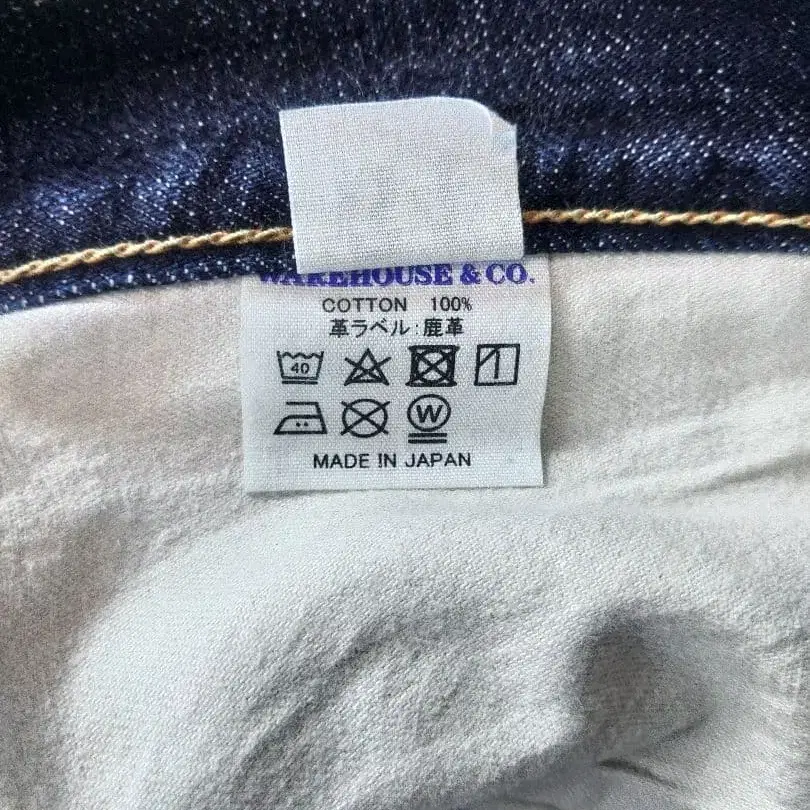 WAREHOUSE & CO.
COTTON 100%
革ラベル:鹿革
40
W
MADE IN JAPAN